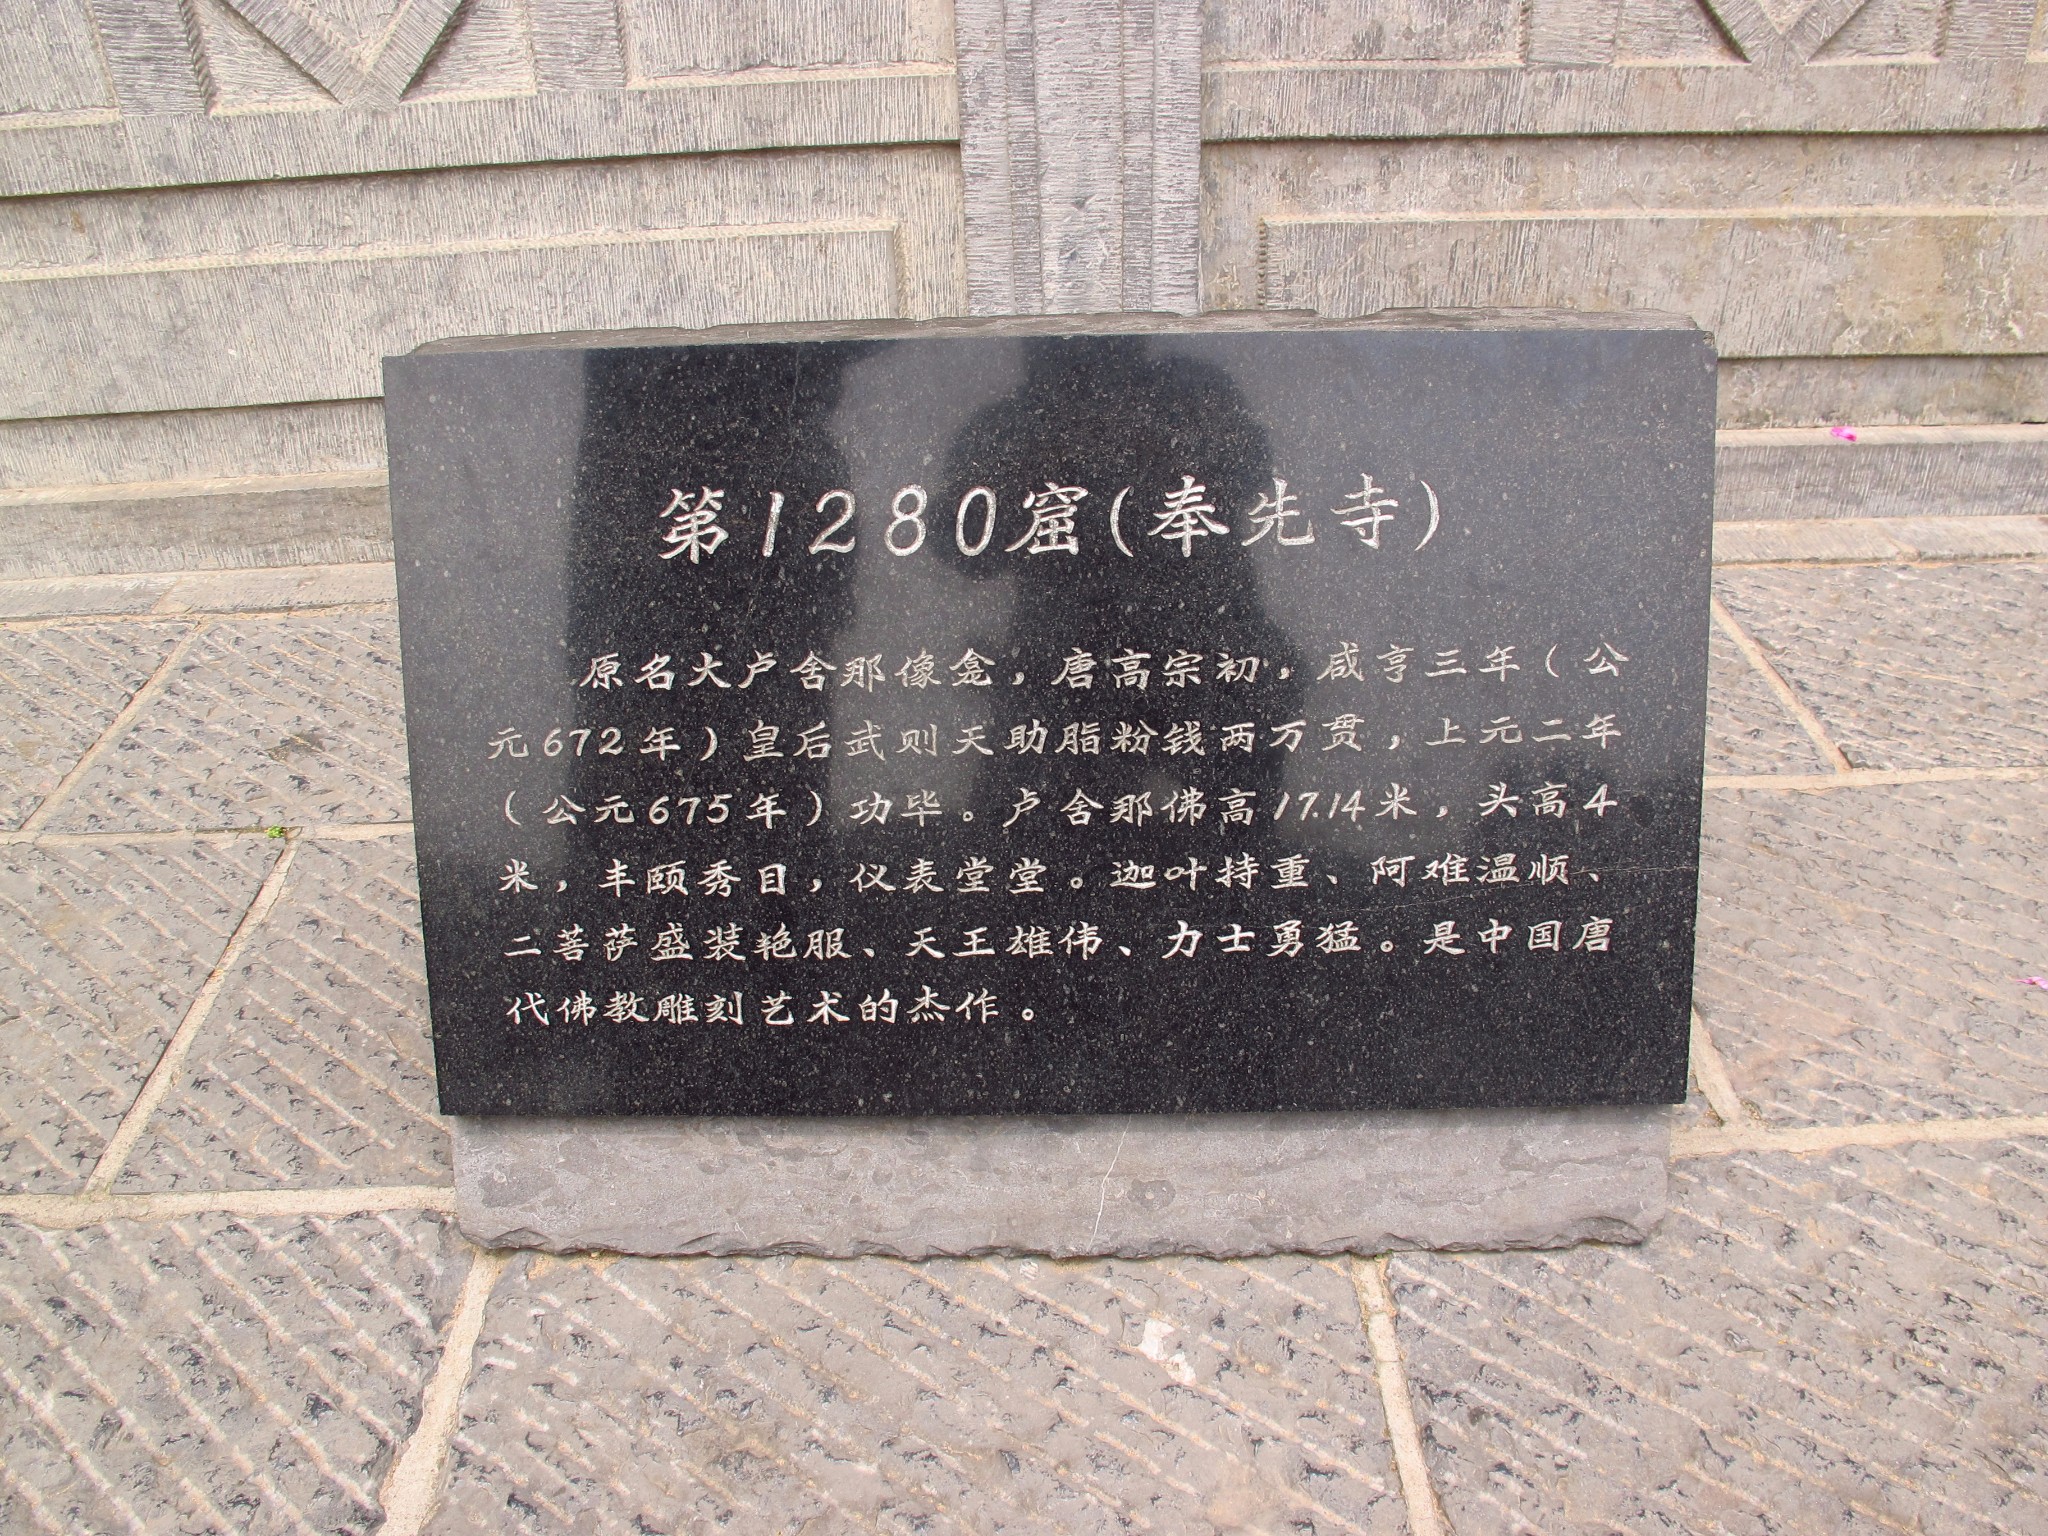 第1280窟(奉先寺)
原名大卢舍那像龛，唐高宗初，咸亨三年(公
元672年)皇后武则天助脂粉钱两万贯，上元二年
(公元675年)功毕。卢舍那佛高17.14米，头高4
米，丰颐秀目，仪表堂堂。迦叶持重、阿难温顺、
二菩萨盛装艳服、天王雄伟、力士勇猛。是中国唐
代佛教雕刻艺术的杰作。